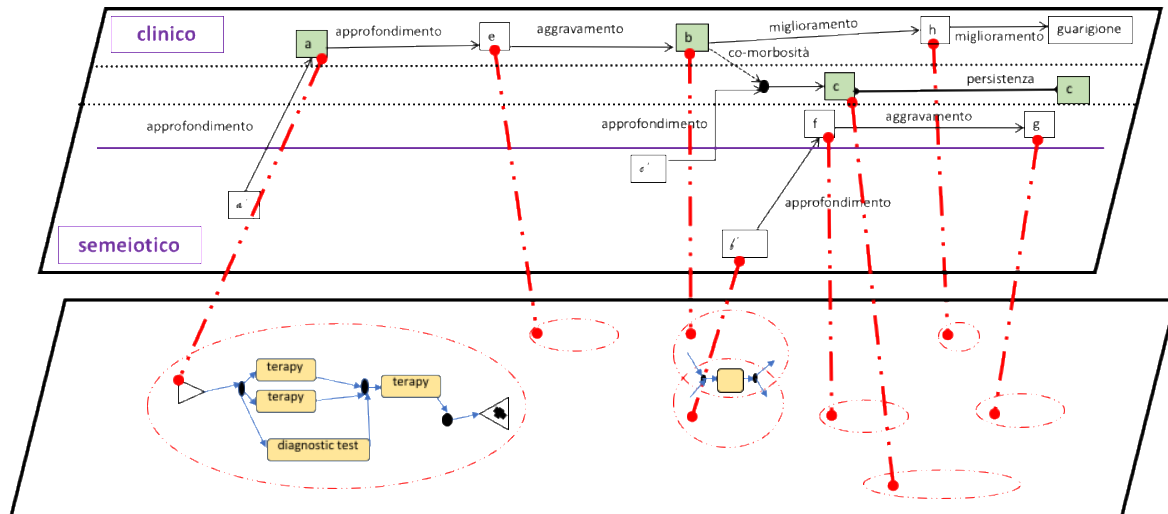 clinico
a
approfondimento
e
aggravamento
b
miglioramento
h
miglioramento
guarigione
co-morbosità
c
persistenza
c
approfondimento
approfondimento
f
aggravamento
g
a'
c'
approfondimento
semeiotico
f'
terapy
terapy
terapy
diagnostic test